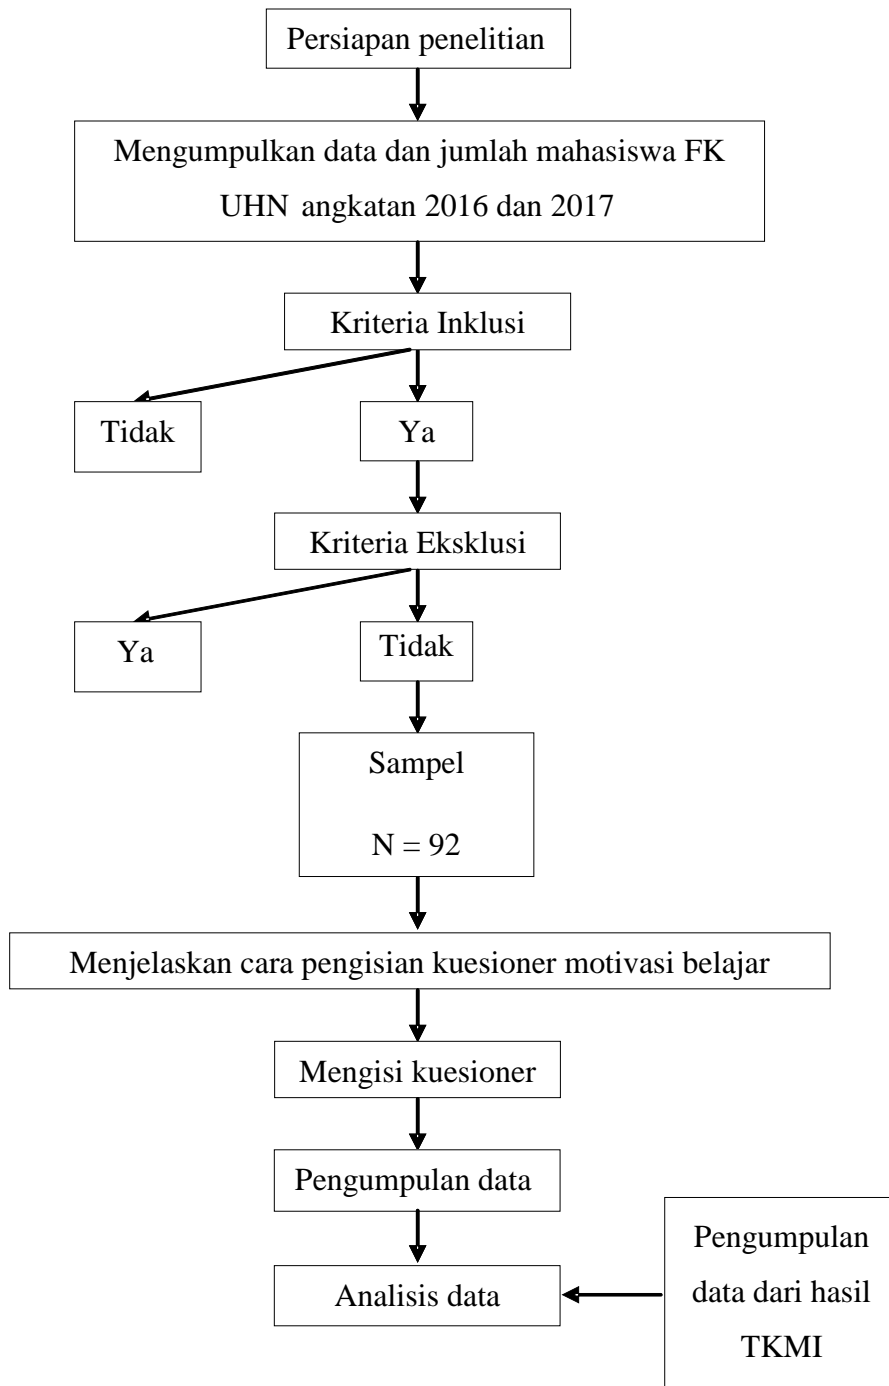 Persiapan penelitian
Mengumpulkan data dan jumlah mahasiswa FK
UHN angkatan 2016 dan 2017
Kriteria Inklusi
Tidak
Ya
Kriteria Eksklusi
Ya
Tidak
Sampel
N = 92
Menjelaskan cara pengisian kuesioner motivasi belajar
Mengisi kuesioner
Pengumpulan data
Analisis data
Pengumpulan
data dari hasil
TKMI